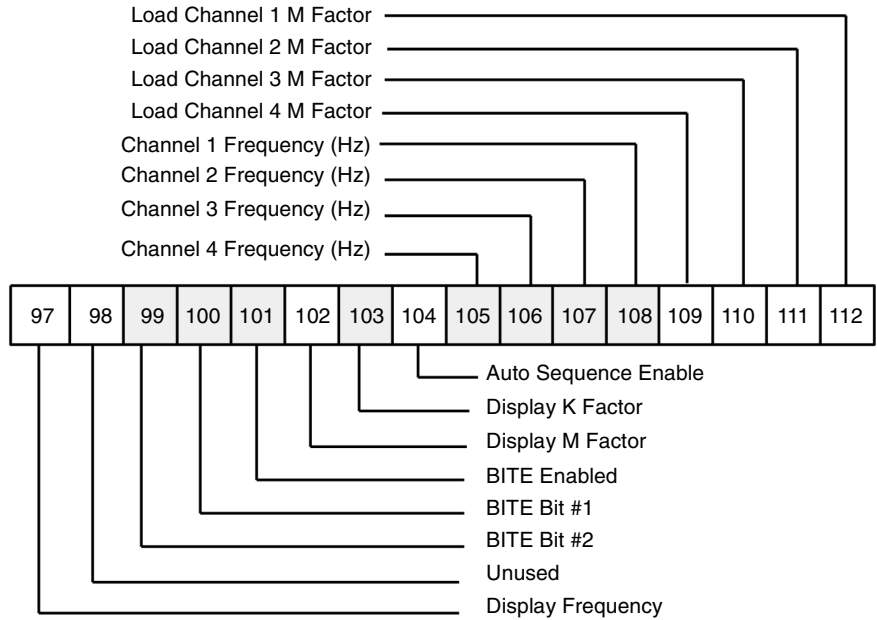 Load Channel 1 M Factor
Load Channel 2 M Factor
Load Channel 3 M Factor
Load Channel 4 M Factor
Channel 1 Frequency (Hz)
Channel 2 Frequency (Hz)
Channel 3 Frequency (Hz)
Channel 4 Frequency (Hz)
97 98 99 100 101 102 103 104 105 106 107 108 109 110 111 112
Auto Sequence Enable
Display K Factor
Display M Factor
BITE Enabled
BITE Bit #1
BITE Bit #2
Unused
Display Frequency